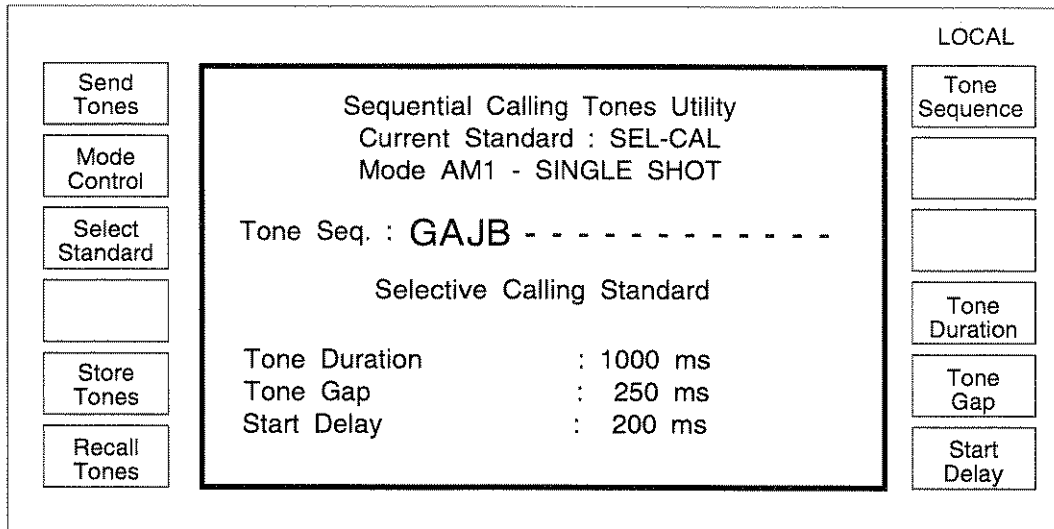 LOCAL
Send
Tones
Mode
Control
Select
Standard
Store
Tones
Recall
Tones
Sequential Calling Tones Utility
Current Standard : SEL-CAL
Mode AM1 - SINGLE SHOT
Tone Seq. : GAJB - - - - - - - - - - - -
Selective Calling Standard
Tone Duration : 1000 ms
Tone Gap : 250 ms
Start Delay : 200 ms
Tone
Sequence
Tone
Duration
Tone
Gap
Start
Delay